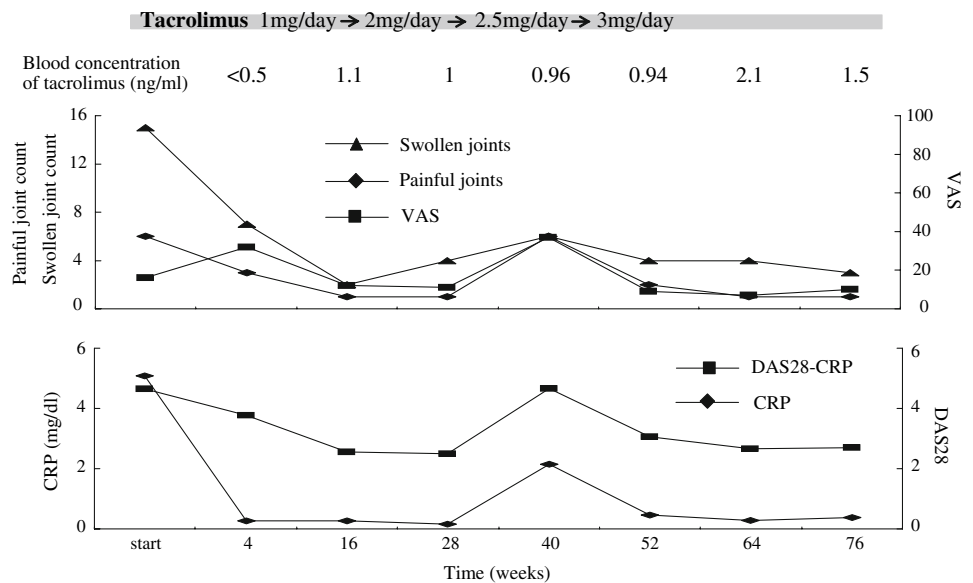 Tacrolimus 1mg/day → 2mg/day → 2.5mg/day → 3mg/day
Blood concentration
of tacrolimus (ng/ml)
<0.5 1.1 1 0.96 0.94 2.1 1.5
Painful joint count
Swollen joint count
16
12
8
4
0
Swollen joints
Painful joints
VAS
100
80
60
40
20
0
VAS
CRP (mg/dl)
6
4
2
0
DAS28-CRP
CRP
6
4
2
0
DAS28
start 4 16 28 40 52 64 76
Time (weeks)